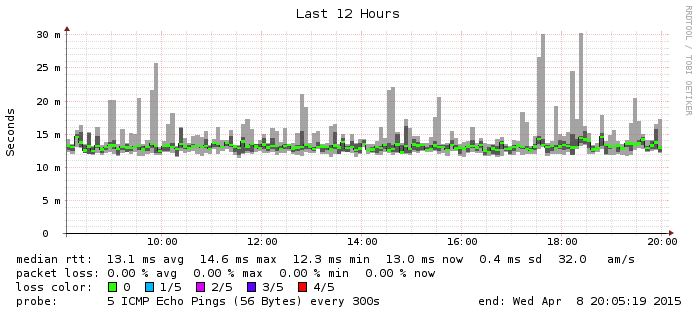 Last 12 Hours
RRDTOOL / TOBI OETIKER
Seconds
30 m
25 m
20 m
15 m
10 m
5 m
0
10:00 12:00 14:00 16:00 18:00 20:00
median rtt: 13.1 ms avg 14.6 ms max 12.3 ms min 13.0 ms now 0.4 ms sd 32.0 am/s
packet loss: 0.00 % avg 0.00 % max 0.00 % min 0.00 % now
loss color: 0 1/5 2/5 3/5 4/5
probe: 5 ICMP Echo Pings (56 Bytes) every 300s end: Wed Apr 8 20:05:19 2015